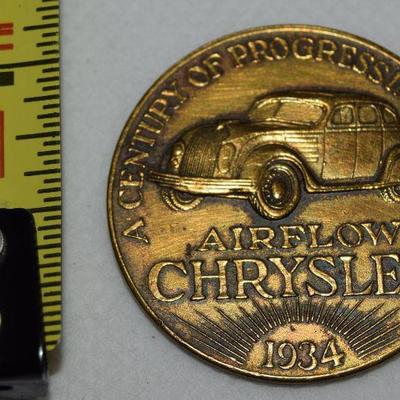 A CENTURY OF PROGRESS
AIRFLOW
CHRYSLE
1934